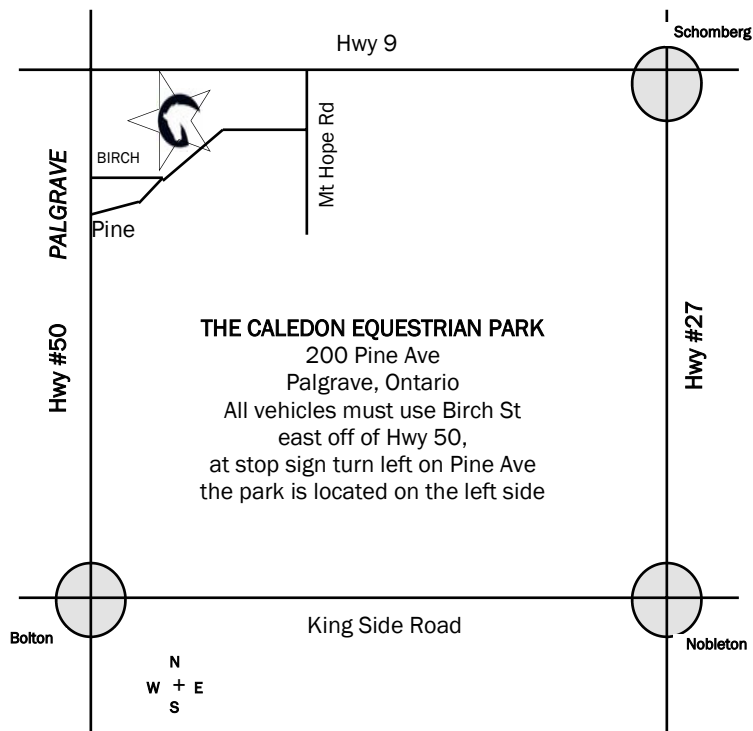 Schomberg
Hwy 9
Mt Hope Rd
BIRCH
PALGRAVE
Pine
Hwy #50
Hwy #27
THE CALEDON EQUESTRIAN PARK
200 Pine Ave
Palgrave, Ontario
All vehicles must use Birch St
east off of Hwy 50,
at stop sign turn left on Pine Ave
the park is located on the left side
King Side Road
Bolton
Nobleton
N
W + E
S